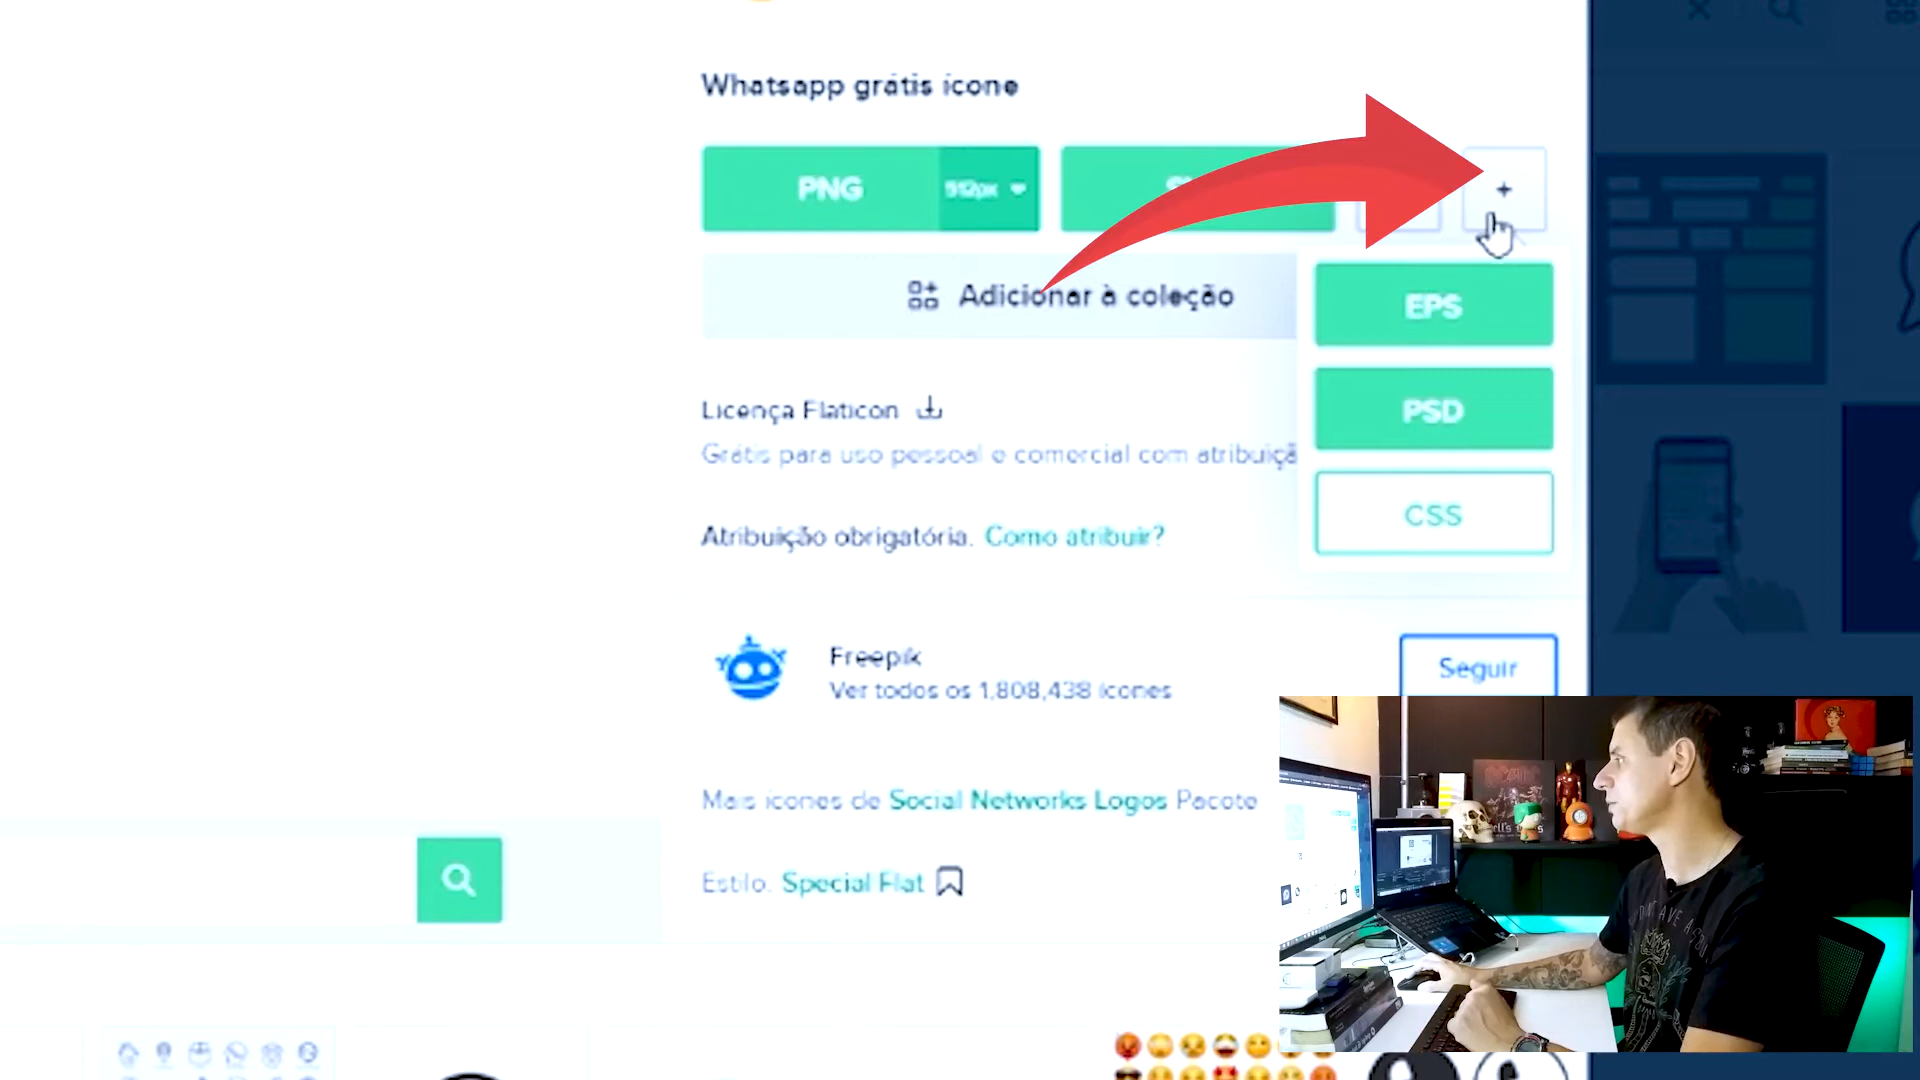 Whatsapp grátis ícone
PNG
512px
+
Adicionar à coleção
EPS
PSD
CSS
Licença Flaticon
Grátis para uso pessoal e comercial com atribuiçã
Atribuição obrigatória. Como atribuir?
Freepik
Ver todos os 1,808,438 ícones
Seguir
Mais ícones de Social Networks Logos Pacote
Estilo: Special Flat